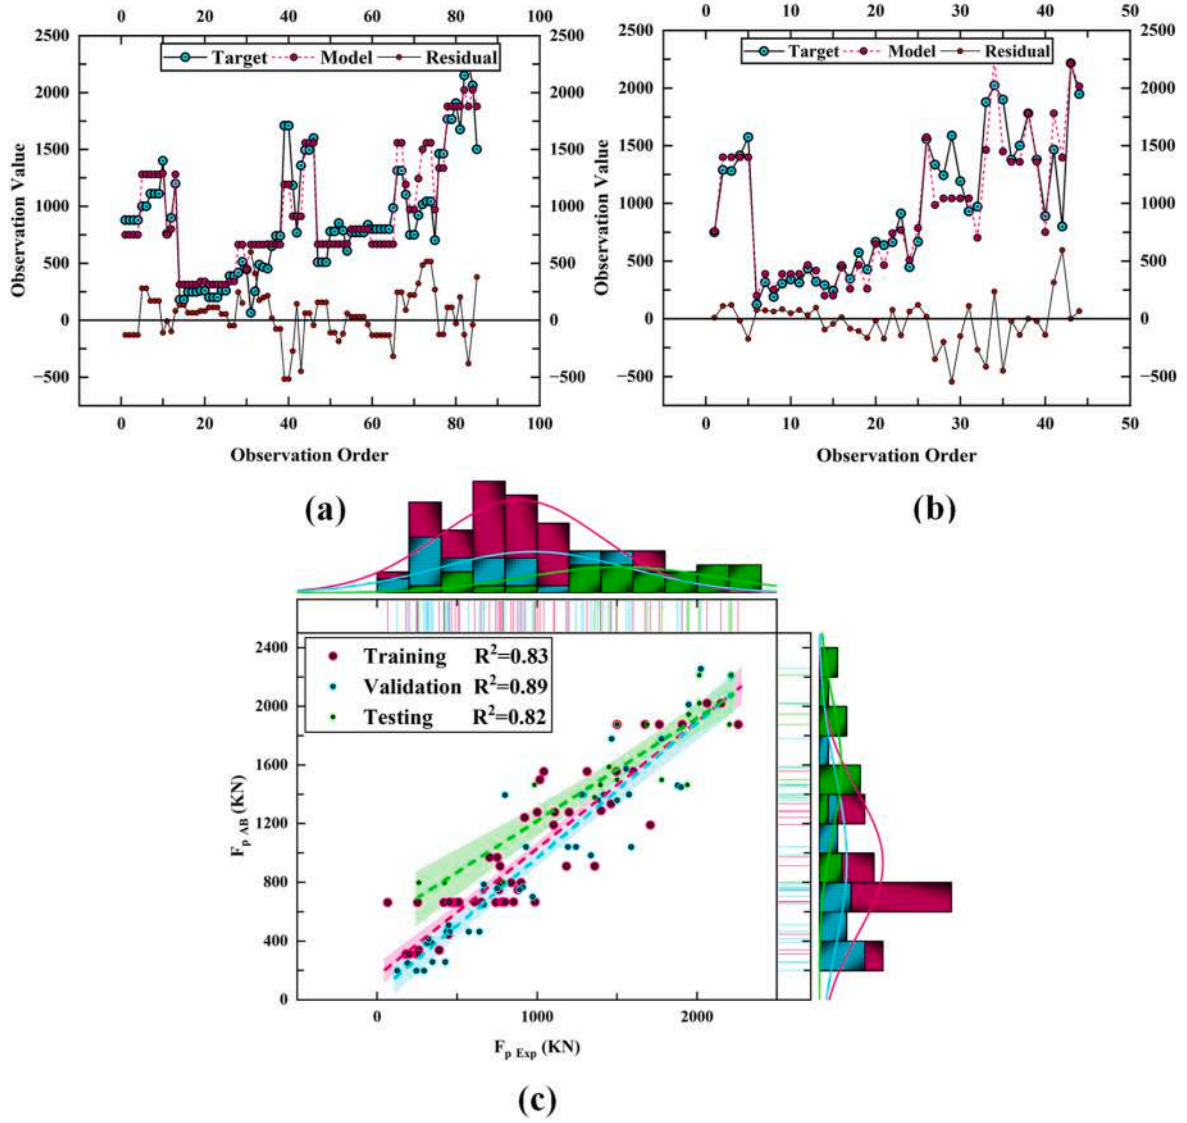 0 20 40 60 80 100
2500 2500
Target Model Residual
2000 2000
1500 1500
1000 1000
500 500
0 0
−500 −500
0 20 40 60 80 100
Observation Value
Observation Order
(a)
0 10 20 30 40 50
2500 2500
Target Model Residual
2000 2000
1500 1500
1000 1000
500 500
0 0
−500 −500
0 10 20 30 40 50
Observation Value
Observation Order
(b)
2400
2000
1600
1200
800
400
0
Training R²=0.83
Validation R²=0.89
Testing R²=0.82
F_p AB (KN)
0 1000 2000
F_p Exp (KN)
(c)